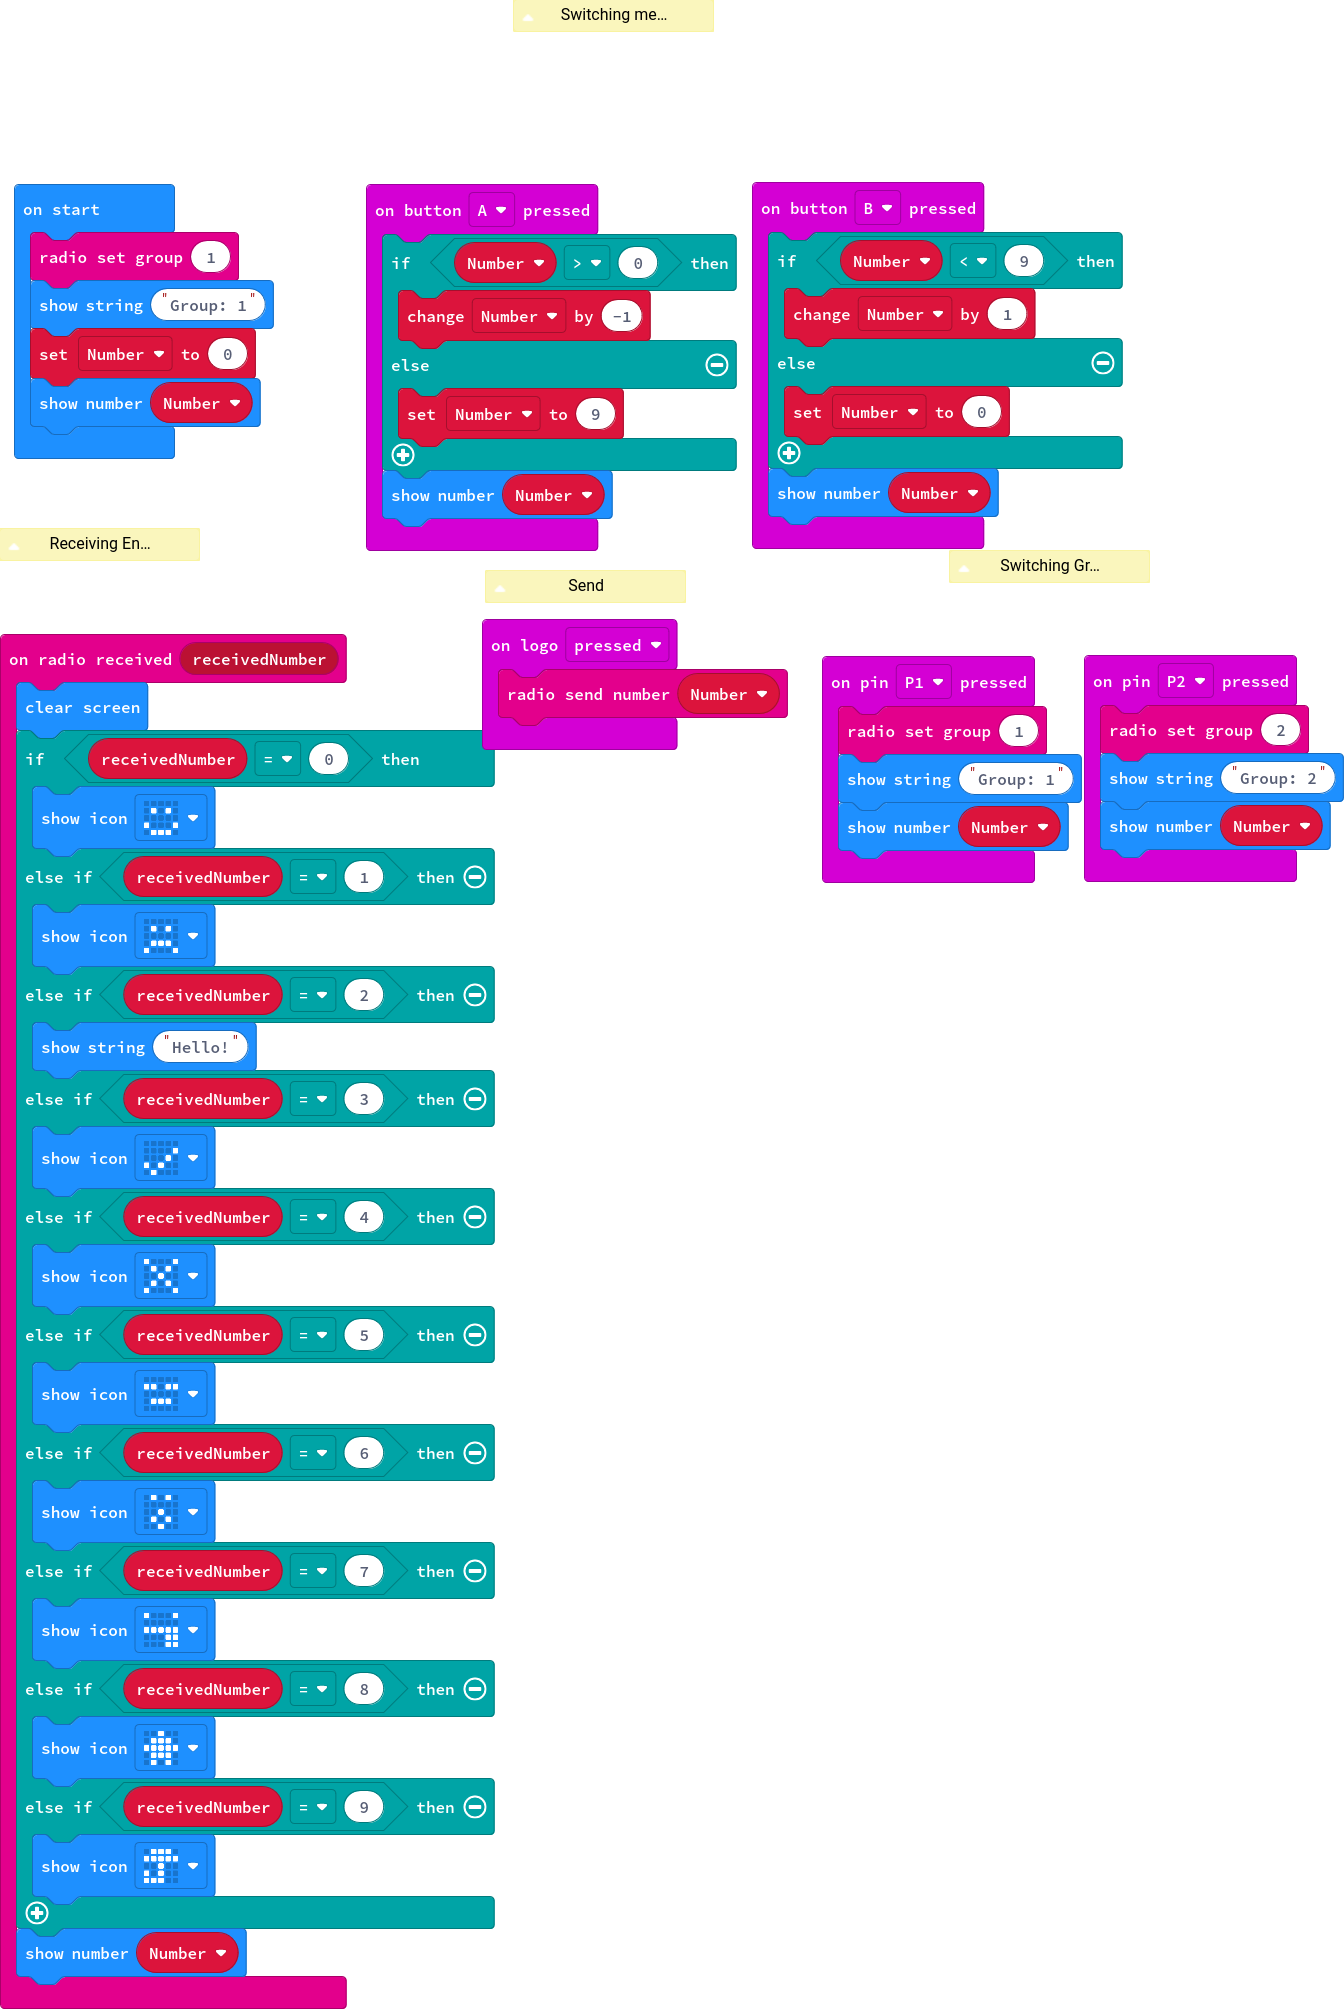 Switching me...
on start
radio set group 1
show string "Group: 1"
set Number to 0
show number Number
on button A pressed
if Number > 0 then
change Number by -1
else
set Number to 9
show number Number
on button B pressed
if Number < 9 then
change Number by 1
else
set Number to 0
show number Number
Receiving En...
Send
Switching Gr...
on radio received receivedNumber
clear screen
if receivedNumber = 0 then
show icon
else if receivedNumber = 1 then
show icon
else if receivedNumber = 2 then
show string "Hello!"
else if receivedNumber = 3 then
show icon
else if receivedNumber = 4 then
show icon
else if receivedNumber = 5 then
show icon
else if receivedNumber = 6 then
show icon
else if receivedNumber = 7 then
show icon
else if receivedNumber = 8 then
show icon
else if receivedNumber = 9 then
show icon
show number Number
on logo pressed
radio send number Number
on pin P1 pressed
radio set group 1
show string "Group: 1"
show number Number
on pin P2 pressed
radio set group 2
show string "Group: 2"
show number Number